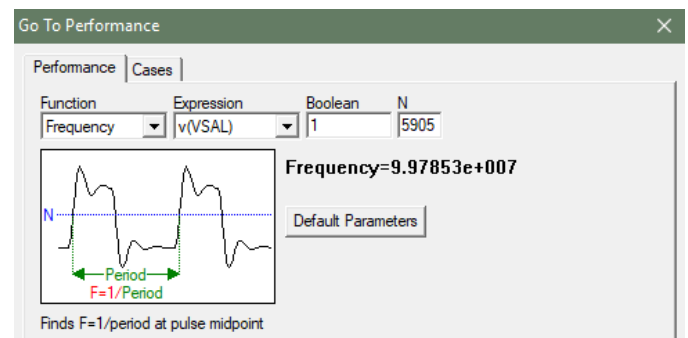 Go To Performance
Performance Cases
Function Expression Boolean N
Frequency v(VSAL) 1 5905
Frequency=9.97853e+007
N
Default Parameters
Period
F=1/Period
Finds F=1/period at pulse midpoint